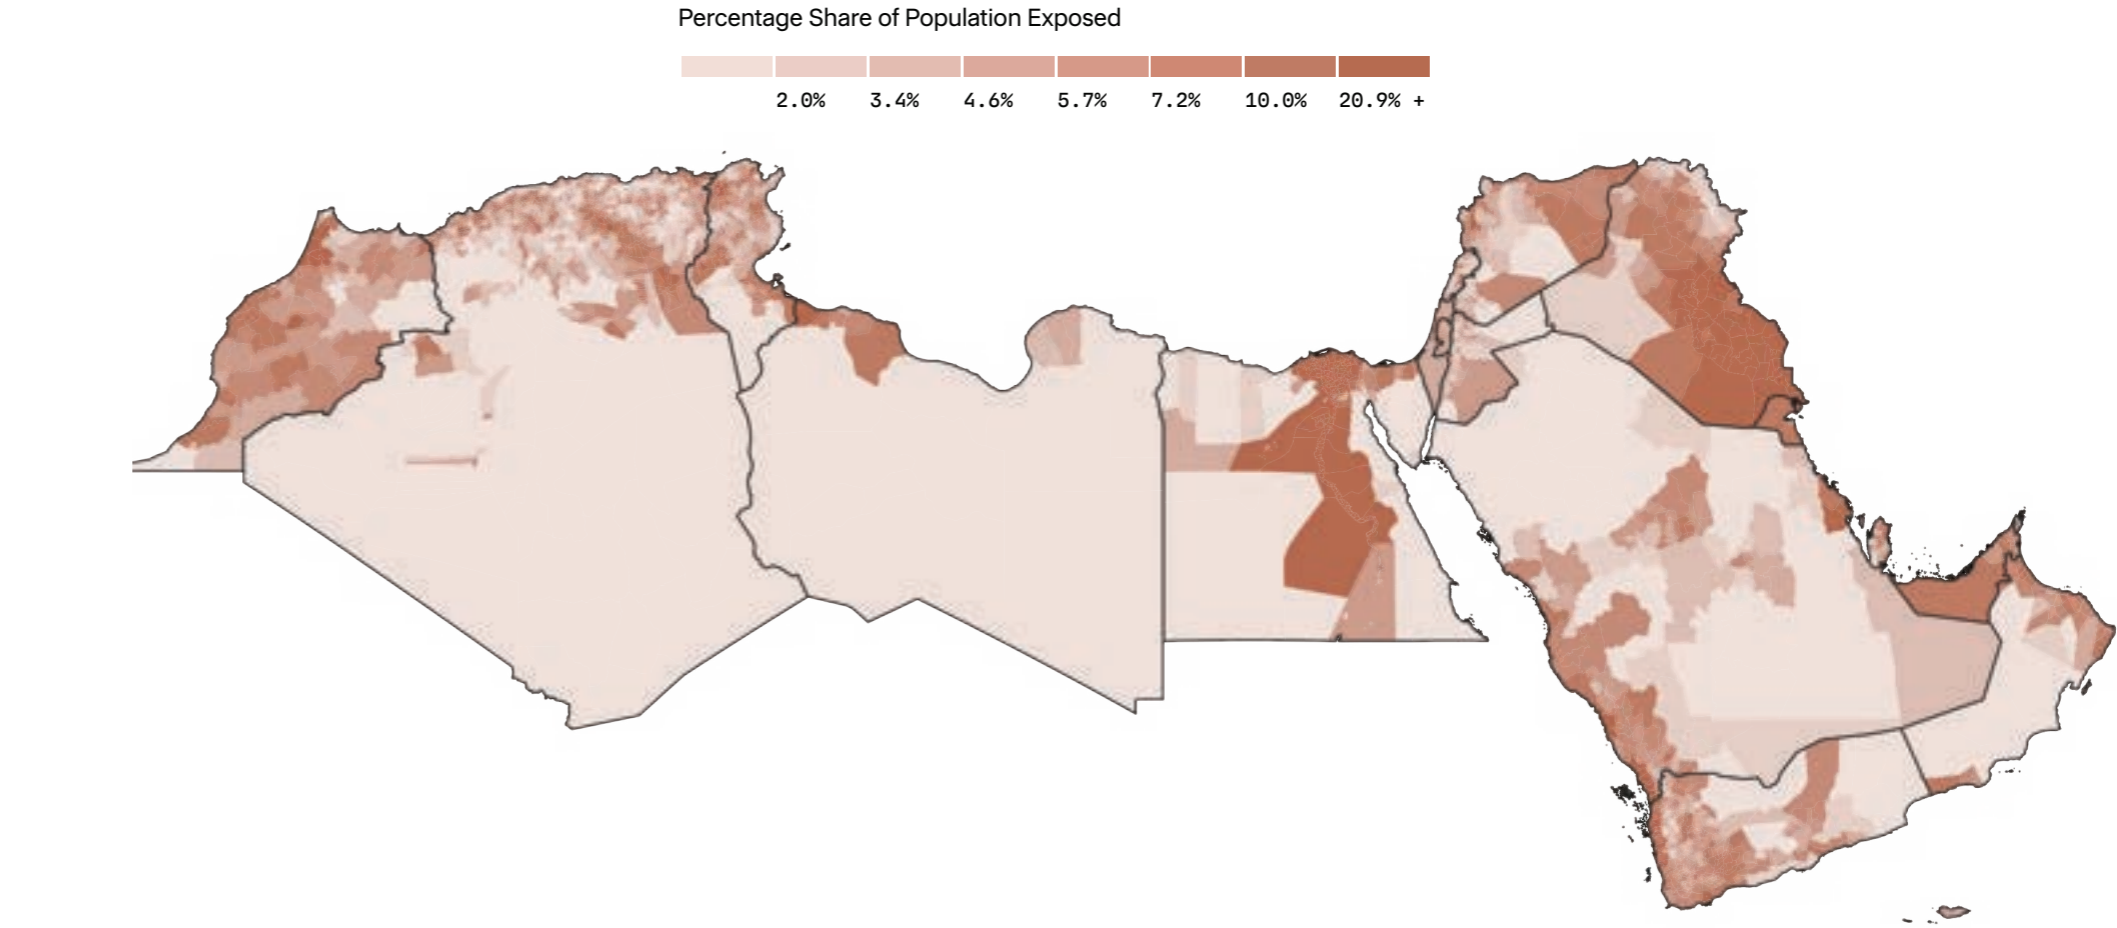 Percentage Share of Population Exposed
2.0% 3.4% 4.6% 5.7% 7.2% 10.0% 20.9% +